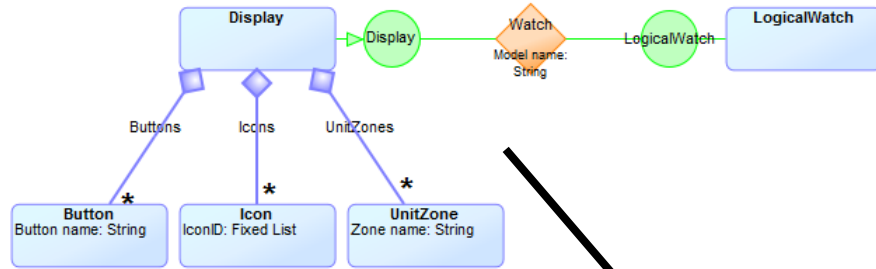 Display
Display
Watch
Model name:
String
LogicalWatch
LogicalWatch
Buttons
Icons
UnitZones
*
*
*
Button
Button name: String
Icon
IconID: Fixed List
UnitZone
Zone name: String